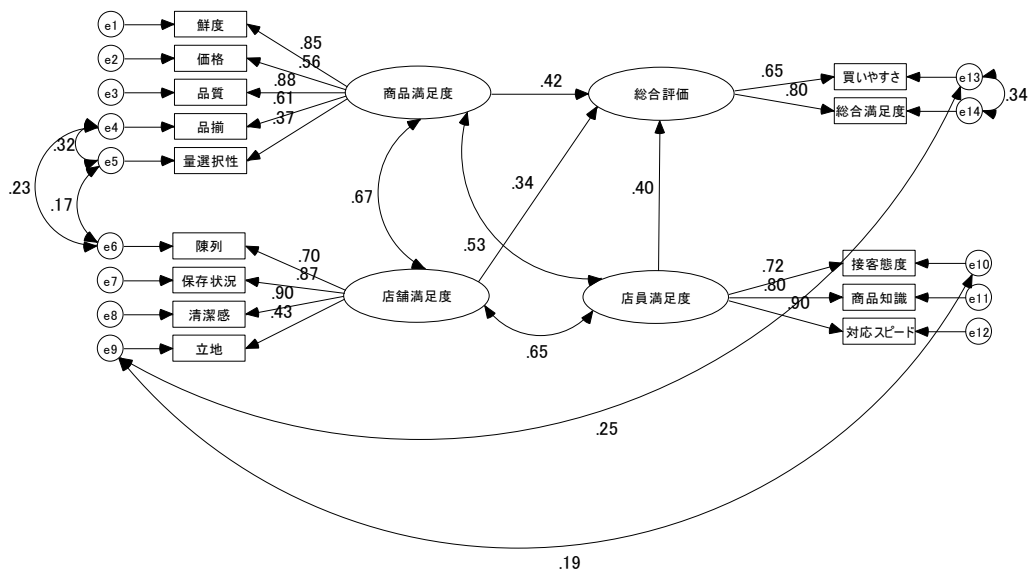 e1 鮮度
e2 価格
e3 品質
e4 品揃
e5 量選択性
.85
.56
.88
.61
.37
商品満足度
.42
総合評価
.65
.80
買いやすさ e13
総合満足度 e14
.34
.32
.23
.17
.67
.34
.53
.40
e6 陳列
e7 保存状況
e8 清潔感
e9 立地
.70
.87
.90
.43
店舗満足度
.65
店員満足度
.72
.80
.90
接客態度 e10
商品知識 e11
対応スピード e12
.25
.19